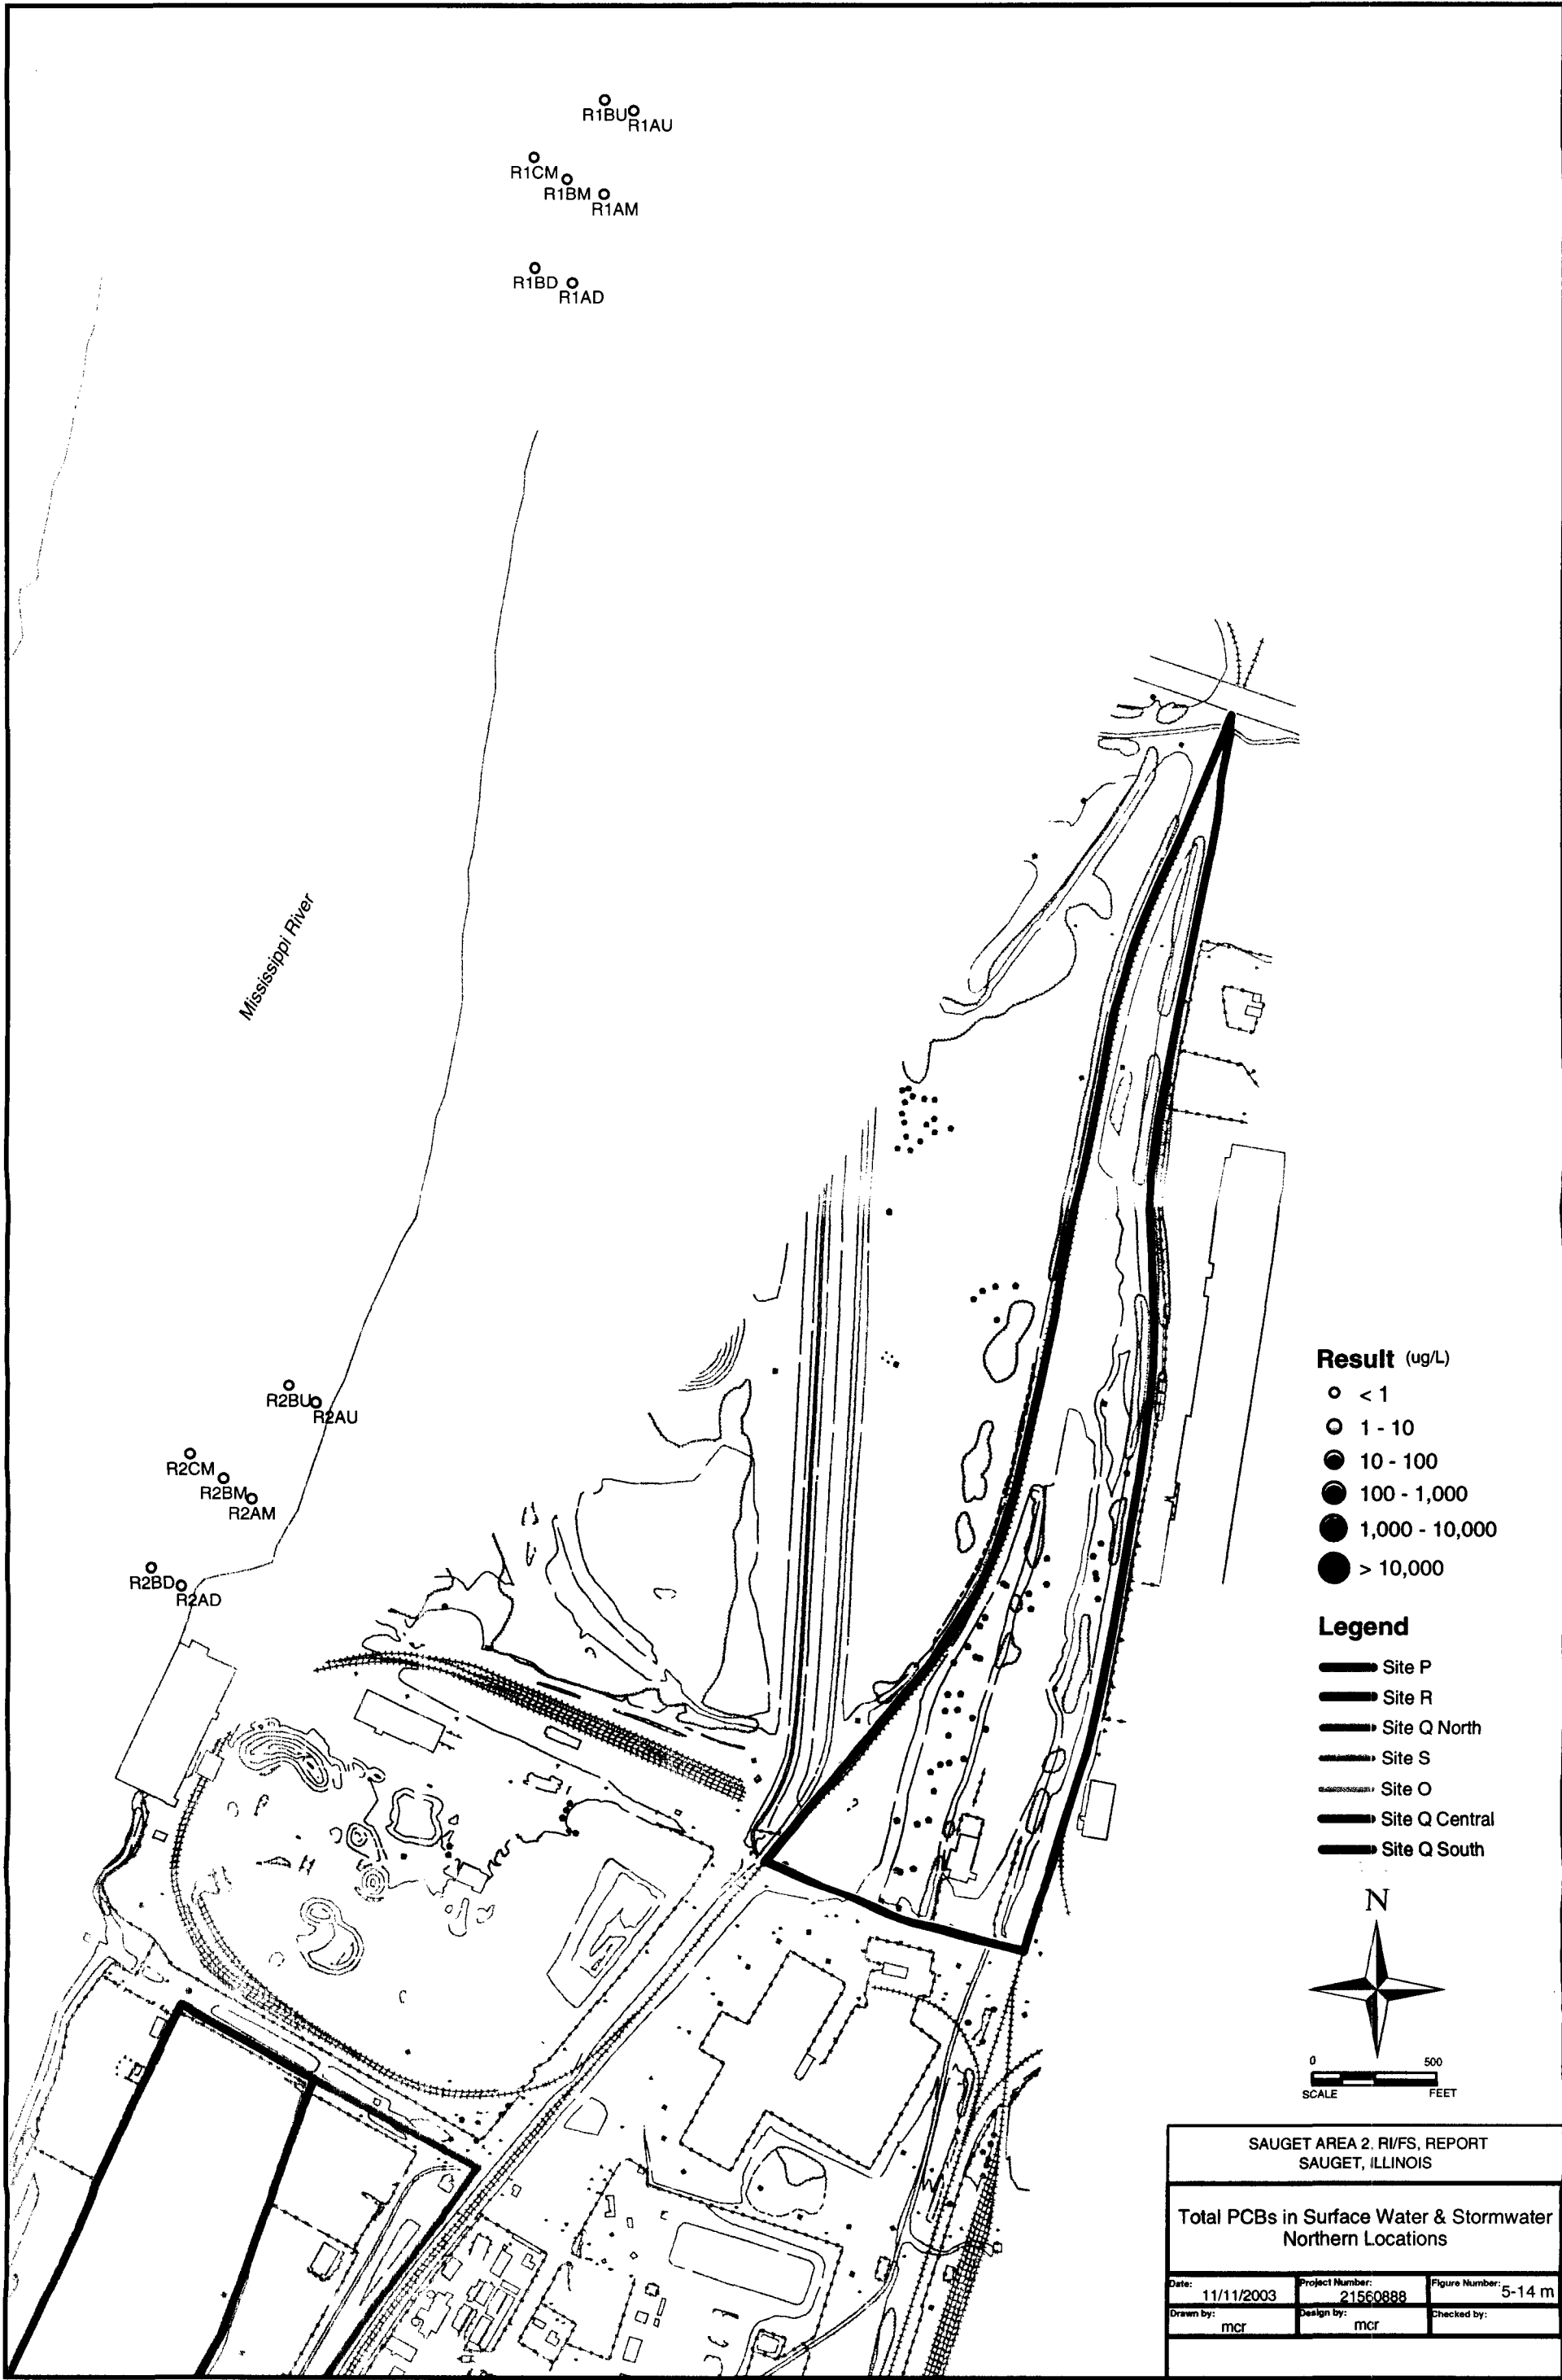 R1BU
R1AU
R1CM
R1BM
R1AM
R1BD
R1AD
Mississippi River
R2BU
R2AU
R2CM
R2BM
R2AM
R2BD
R2AD
Result (ug/L)
< 1
1 - 10
10 - 100
100 - 1,000
1,000 - 10,000
> 10,000
Legend
Site P
Site R
Site Q North
Site S
Site O
Site Q Central
Site Q South
N
0 500
SCALE FEET
SAUGET AREA 2. RI/FS, REPORT
SAUGET, ILLINOIS
Total PCBs in Surface Water & Stormwater
Northern Locations
Date: 11/11/2003 Project Number: 21560888 Figure Number: 5-14 m
Drawn by: mcr Design by: mcr Checked by: